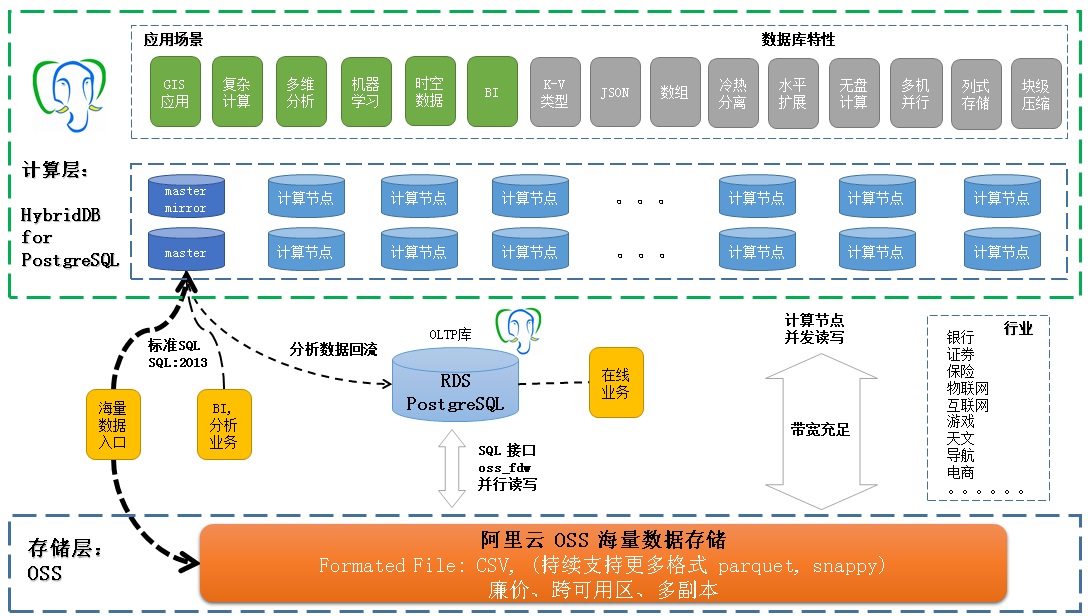 应用场景
数据库特性
GIS
应用
复杂
计算
多维
分析
机器
学习
时空
数据
BI
K-V
类型
JSON
数组
冷热
分离
水平
扩展
无盘
计算
多机
并行
列式
存储
块级
压缩
计算层：
HybridDB
for
PostgreSQL
master
mirror
计算节点
计算节点
计算节点
。。。
计算节点
计算节点
计算节点
master
计算节点
计算节点
计算节点
。。。
计算节点
计算节点
计算节点
标准SQL
SQL:2013
分析数据回流
OLTP库
RDS
PostgreSQL
在线
业务
海量
数据
入口
BI,
分析
业务
SQL 接口
oss_fdw
并行读写
计算节点
并发读写
带宽充足
行业
银行
证券
保险
物联网
互联网
游戏
天文
导航
电商
。。。。。。
存储层：
OSS
阿里云 OSS 海量数据存储
Formated File: CSV, (持续支持更多格式 parquet, snappy)
廉价、跨可用区、多副本